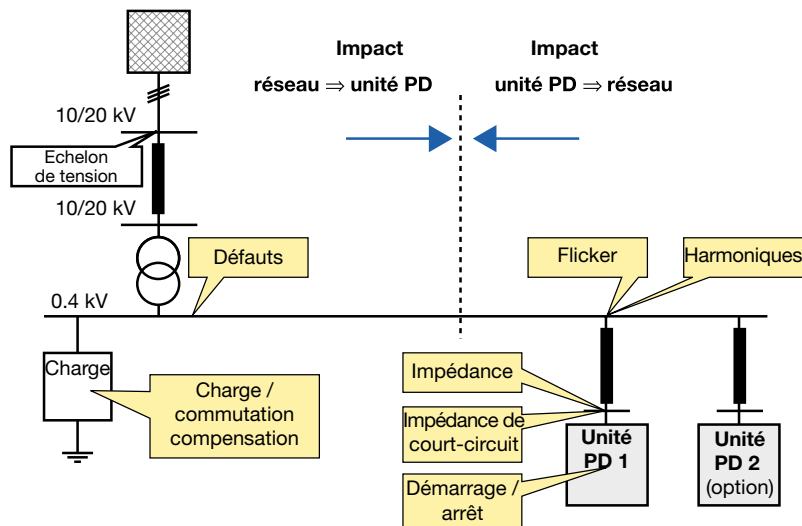 Impact
réseau ⇒ unité PD
Impact
unité PD ⇒ réseau
10/20 kV
Echelon
de tension
10/20 kV
Défauts
Flicker
Harmoniques
0.4 kV
Charge
Charge /
commutation
compensation
Impédance
Impédance de
court-circuit
Démarrage /
arrêt
Unité
PD 1
Unité
PD 2
(option)